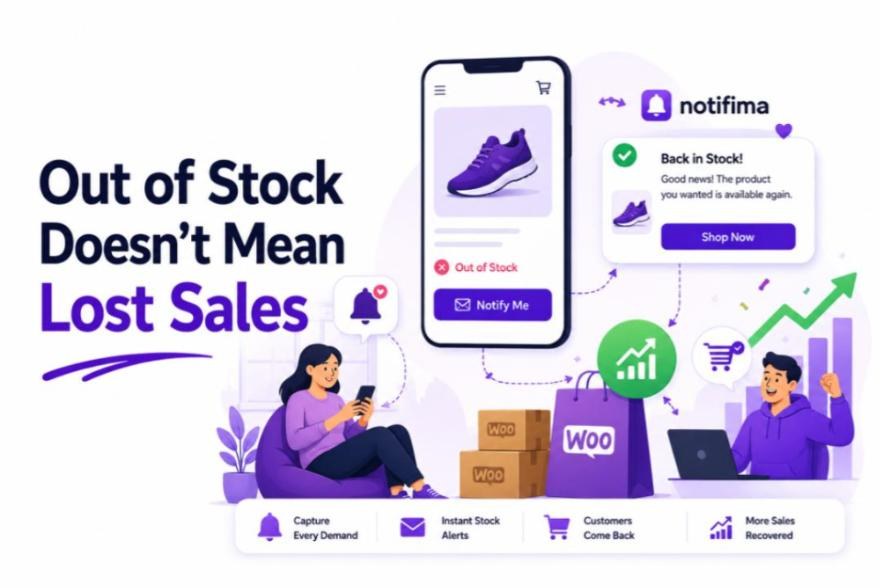 Out of Stock
Doesn't Mean
Lost Sales
Out of Stock
Notify Me
notifima
Back in Stock!
Good news! The product
you wanted is available again.
Shop Now
WOO
WOO
WOO
Capture
Every Demand
Instant Stock
Alerts
Customers
Come Back
More Sales
Recovered